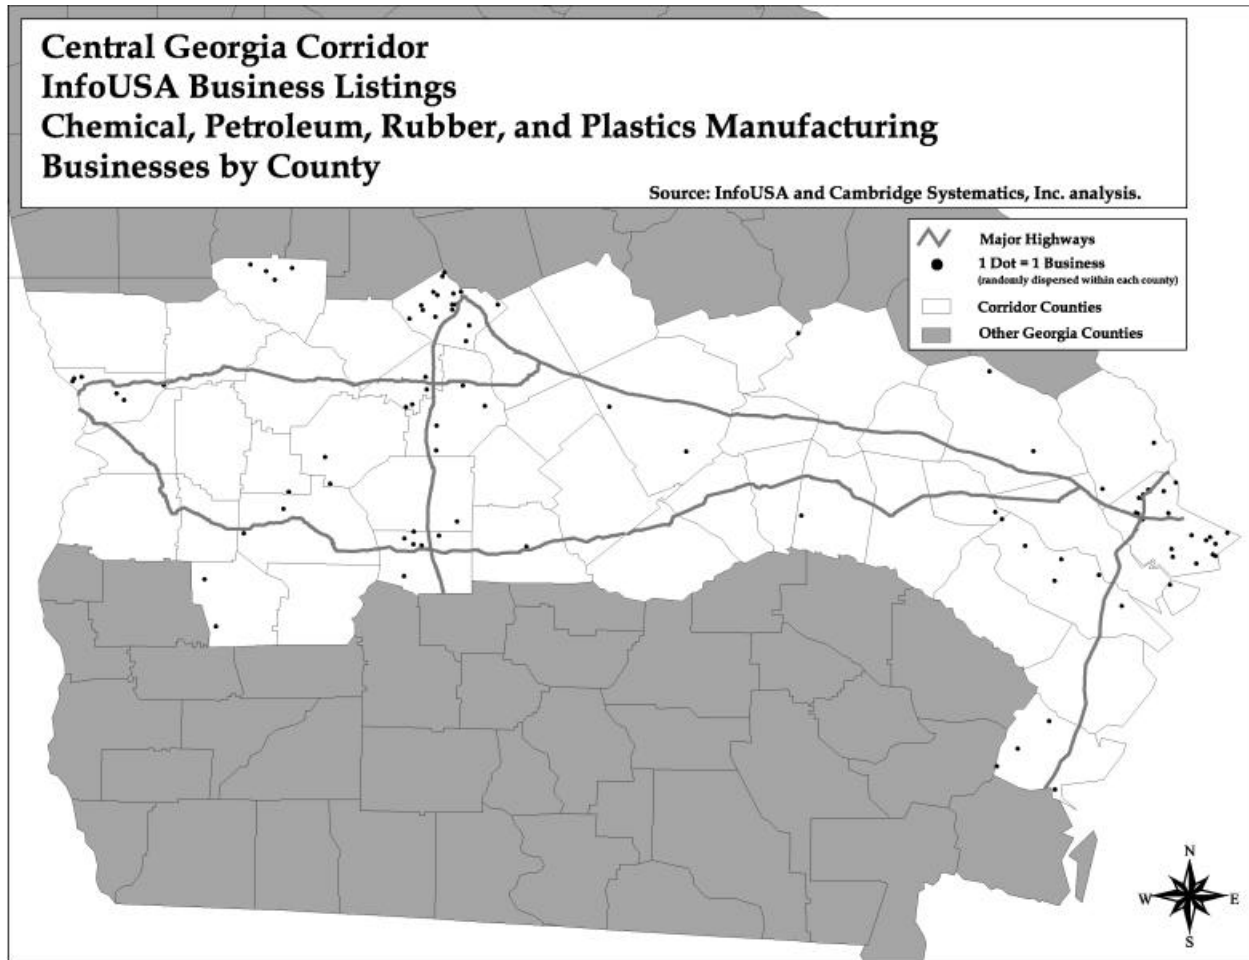 Central Georgia Corridor
InfoUSA Business Listings
Chemical, Petroleum, Rubber, and Plastics Manufacturing
Businesses by County
Source: InfoUSA and Cambridge Systematics, Inc. analysis.
Major Highways
1 Dot = 1 Business
(randomly dispersed within each county)
Corridor Counties
Other Georgia Counties
N
W E
S